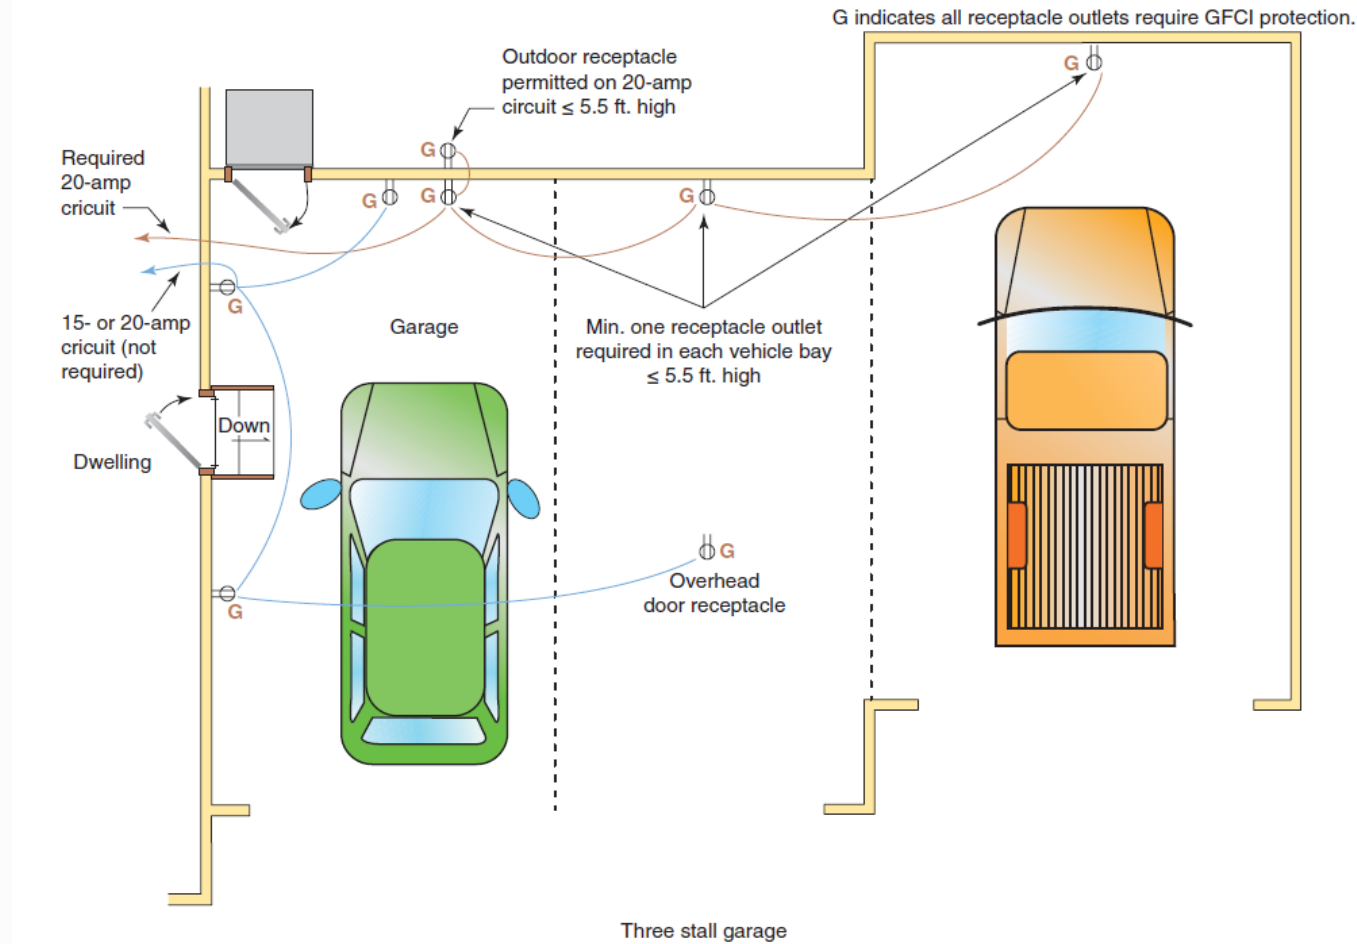 G indicates all receptacle outlets require GFCI protection.
Outdoor receptacle
permitted on 20-amp
circuit ≤ 5.5 ft. high
G
G
Required
20-amp
cricuit
G
G
G
G
15- or 20-amp
cricuit (not
required)
Garage
Min. one receptacle outlet
required in each vehicle bay
≤ 5.5 ft. high
Down
Dwelling
G
Overhead
door receptacle
G
Three stall garage